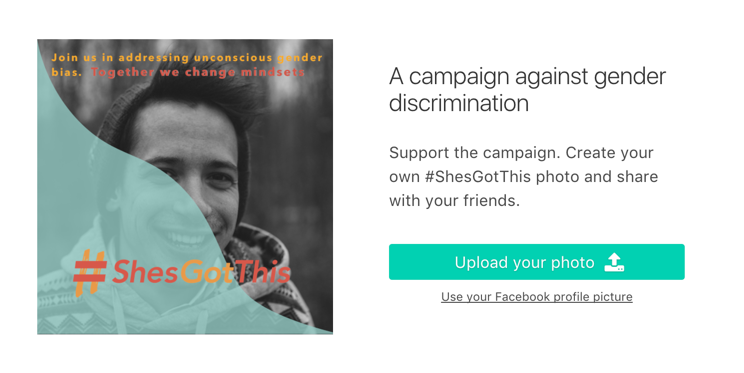 Join us in addressing unconscious gender
bias. Together we change mindsets
#ShesGotThis
A campaign against gender
discrimination
Support the campaign. Create your
own #ShesGotThis photo and share
with your friends.
Upload your photo
Use your Facebook profile picture